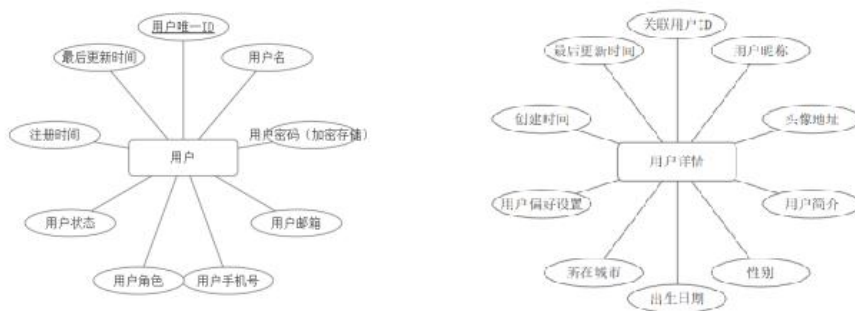 用户唯一ID
最后更新时间
用户名
注册时间
用户密码（加密存储）
用户
用户状态
用户邮箱
用户角色
用户手机号
关联用户ID
最后更新时间
用户昵称
创建时间
头像地址
用户详情
用户偏好设置
用户简介
所在城市
性别
出生日期